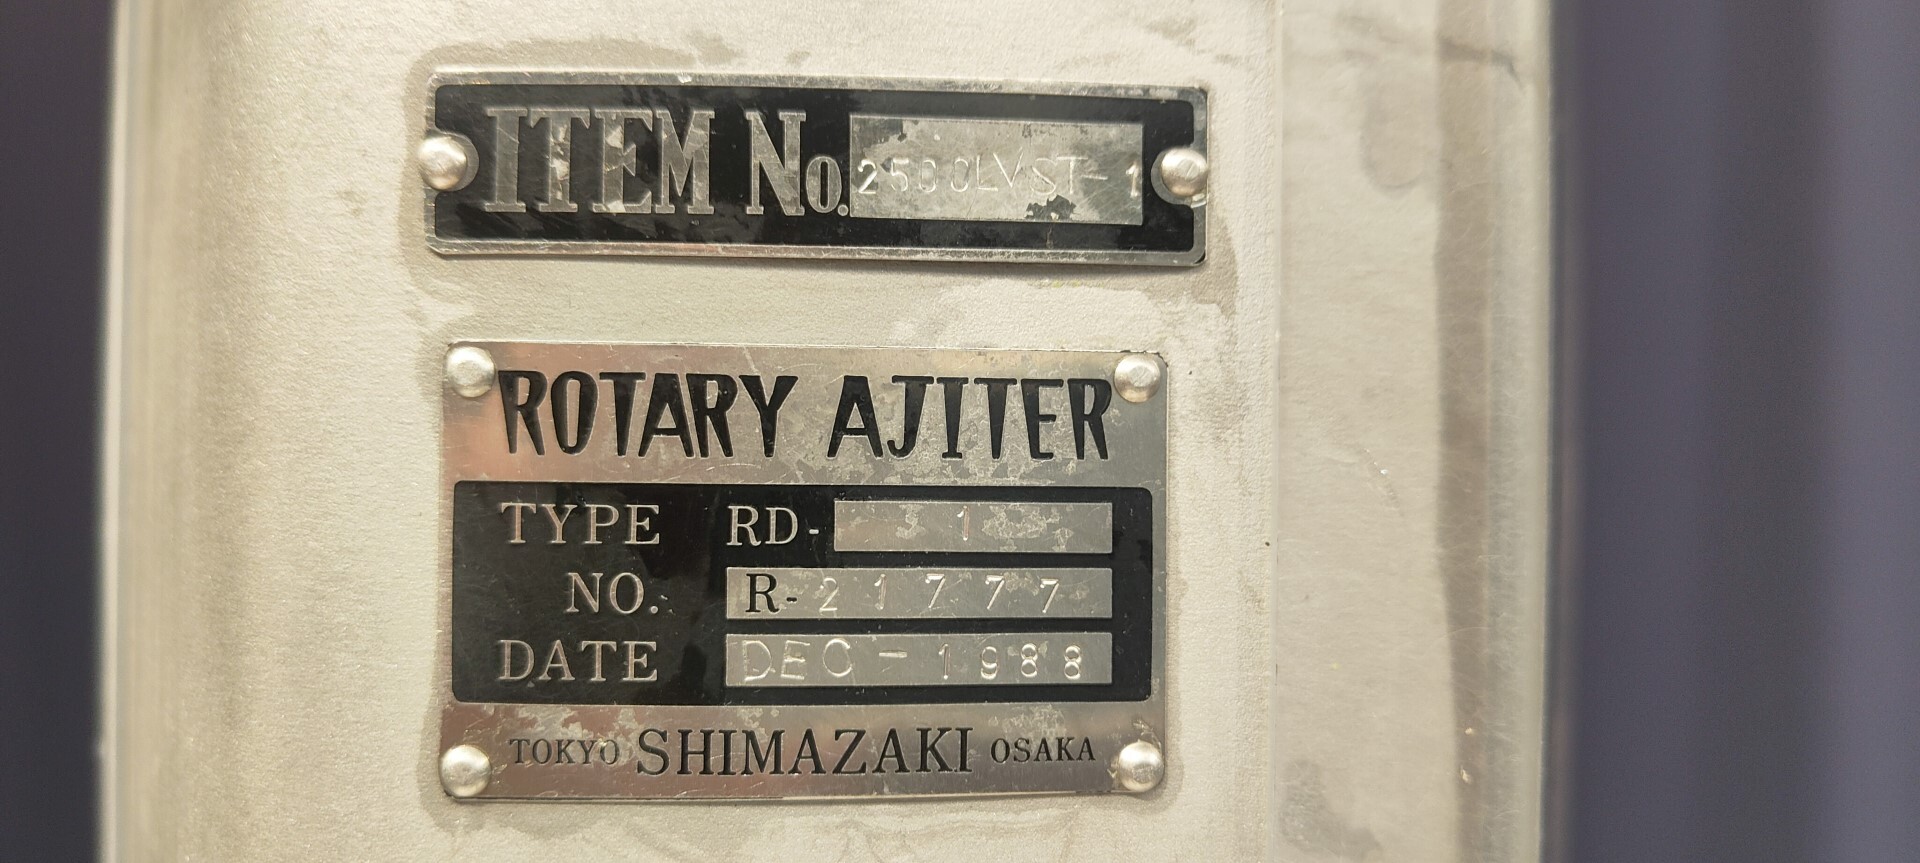 ITEM No. 2500LVST-1
ROTARY AJITER
TYPE RD- 1
NO. R-21777
DATE DEC-1988
TOKYO SHIMAZAKI OSAKA